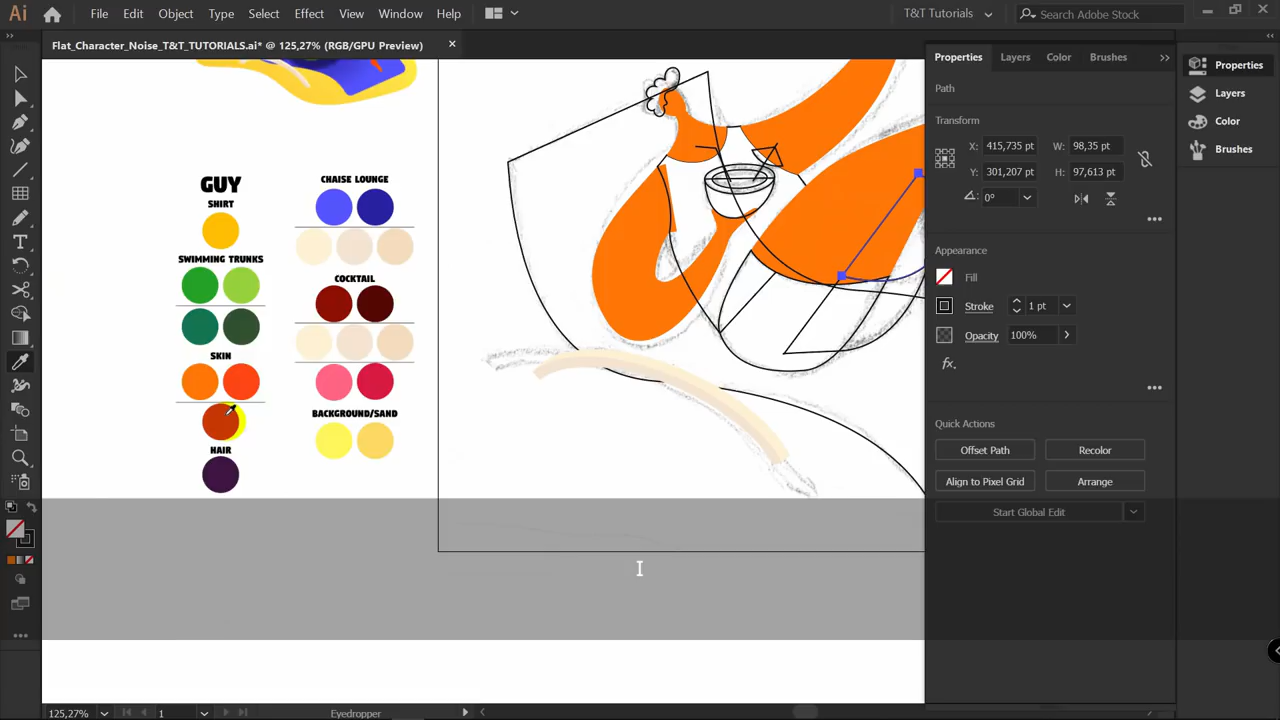 Ai File Edit Object Type Select Effect View Window Help T&T Tutorials Search Adobe Stock
Flat_Character_Noise_T&T_TUTORIALS.ai* @ 125,27% (RGB/GPU Preview)
Properties Layers Color Brushes
Properties
Layers
Color
Brushes
Path
Transform
X: 415,735 pt W: 98,35 pt
Y: 301,207 pt H: 97,613 pt
0°
Appearance
Fill
Stroke 1 pt
Opacity 100%
fx.
Quick Actions
Offset Path Recolor
Align to Pixel Grid Arrange
Start Global Edit
GUY
SHIRT
SWIMMING TRUNKS
SKIN
HAIR
CHAISE LOUNGE
COCKTAIL
BACKGROUND/SAND
125,27% 1 Eyedropper